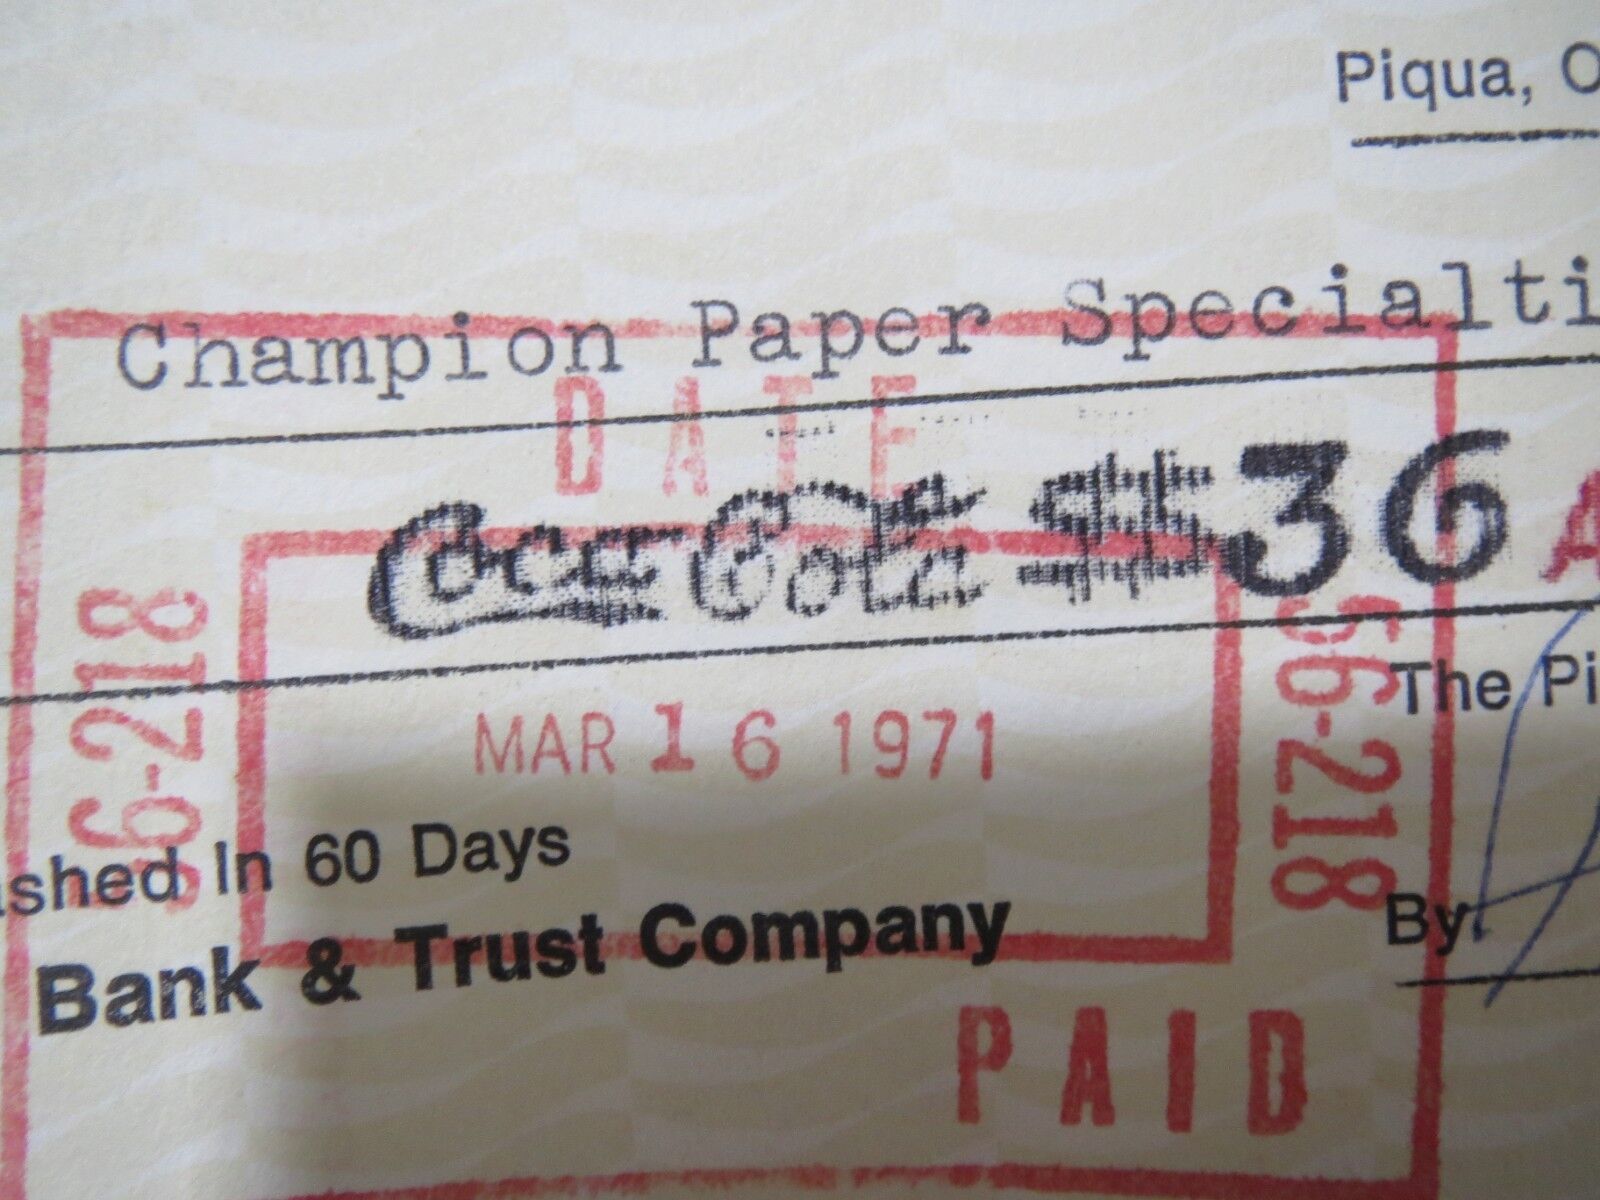 Piqua, O
Champion Paper Specialti
DATE
Coca-Cola $36
56-218
56-218
MAR 16 1971
The Pi
ashed In 60 Days
By
Bank & Trust Company
PAID